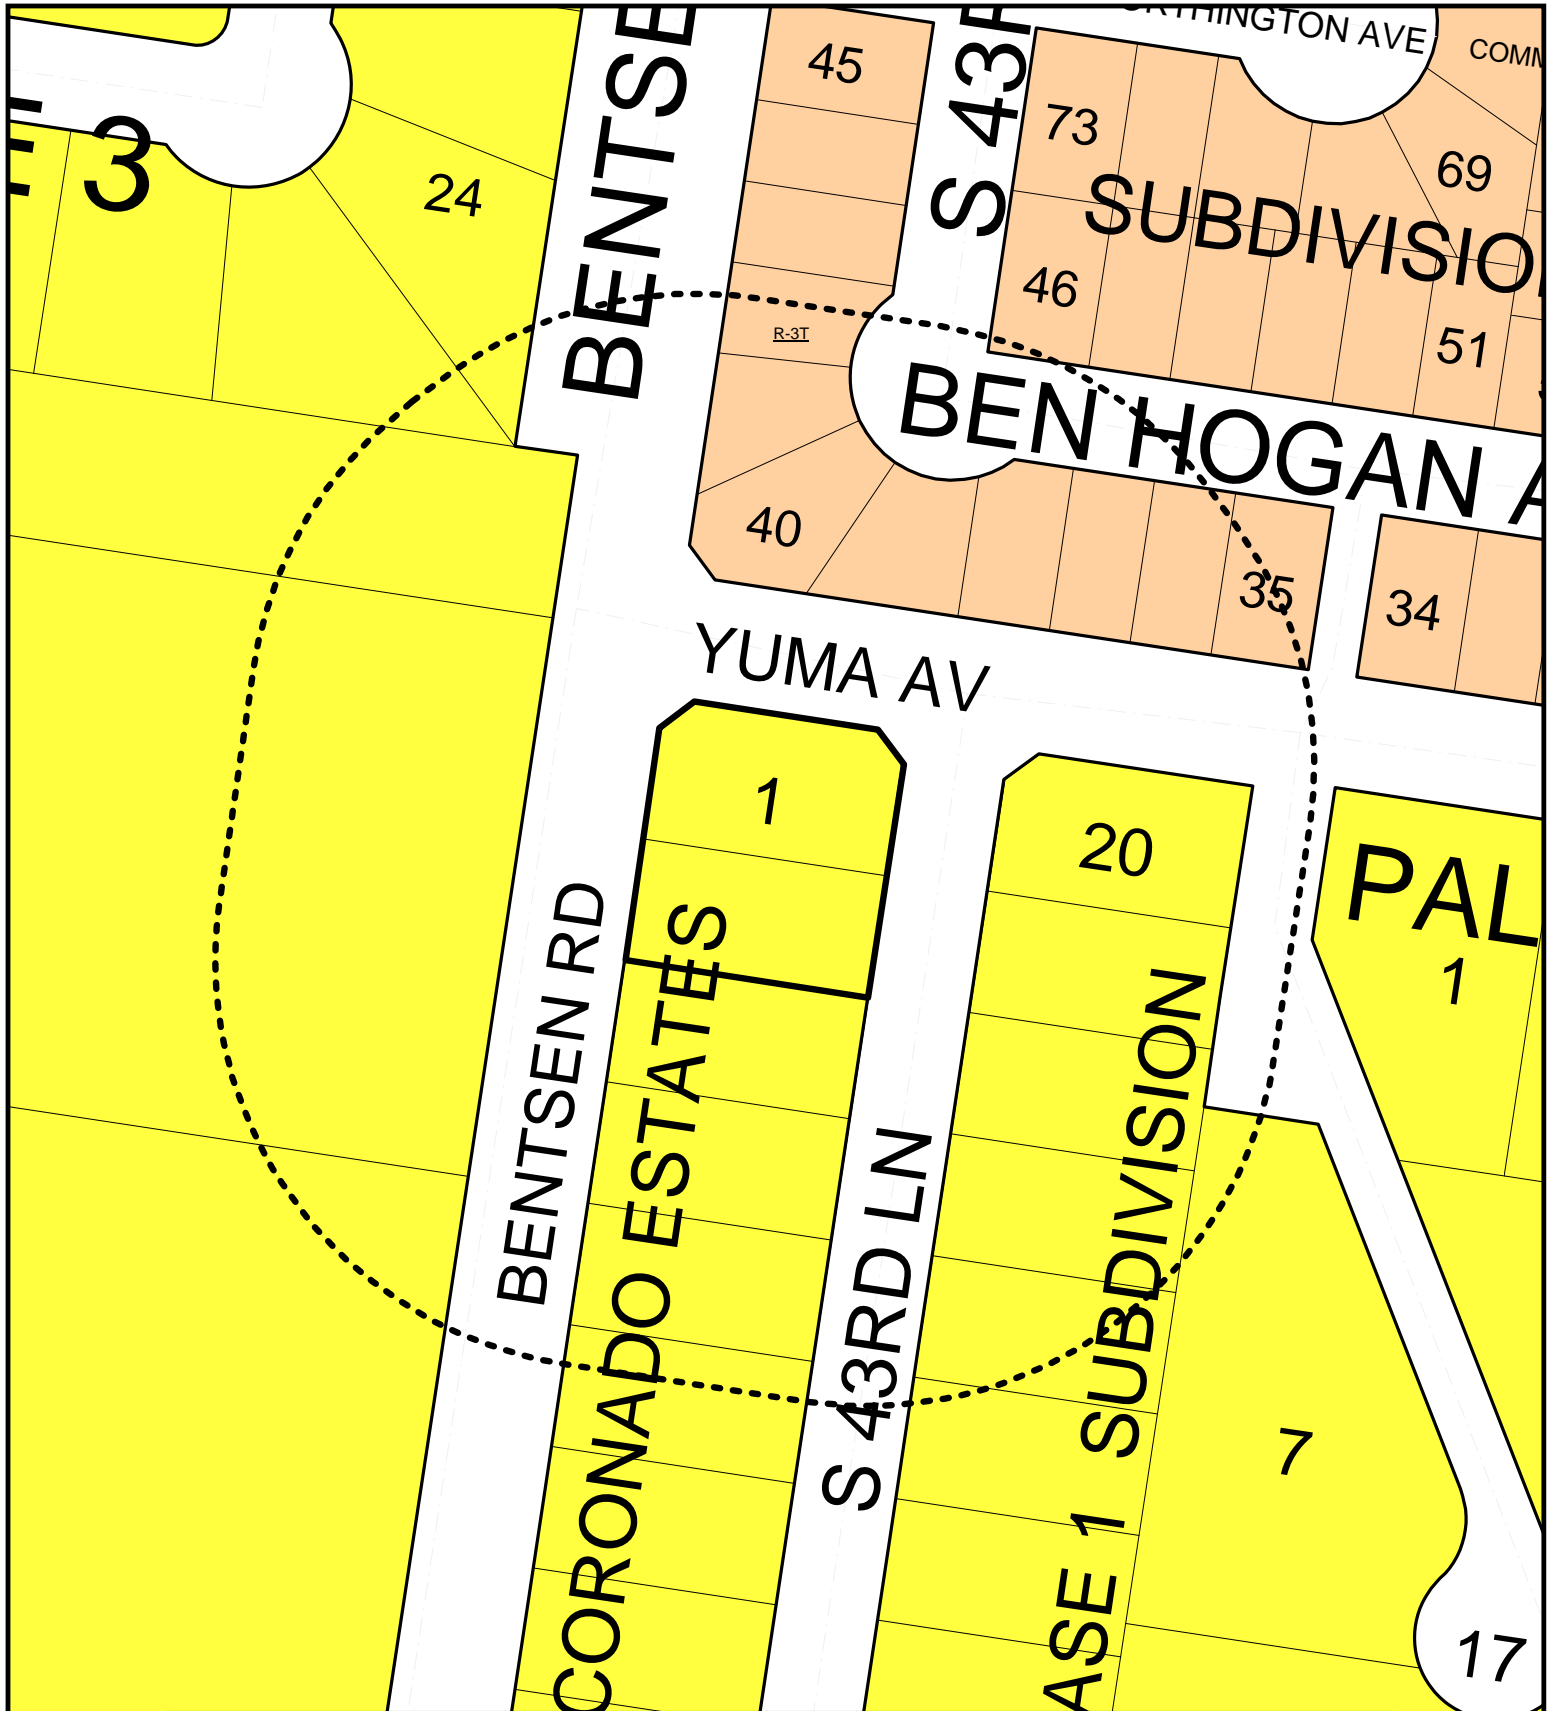 45
73
69
3
24
SUBDIVISIO
46
R-3T
51
BEN HOGAN
40
35
34
YUMA AV
1
20
PAL
1
BENTSEN RD
CORONADO ESTATES
S 43RD LN
ASE 1 SUBDIVISION
7
17
BENTSE
S 43R
INGTON AVE
COMM